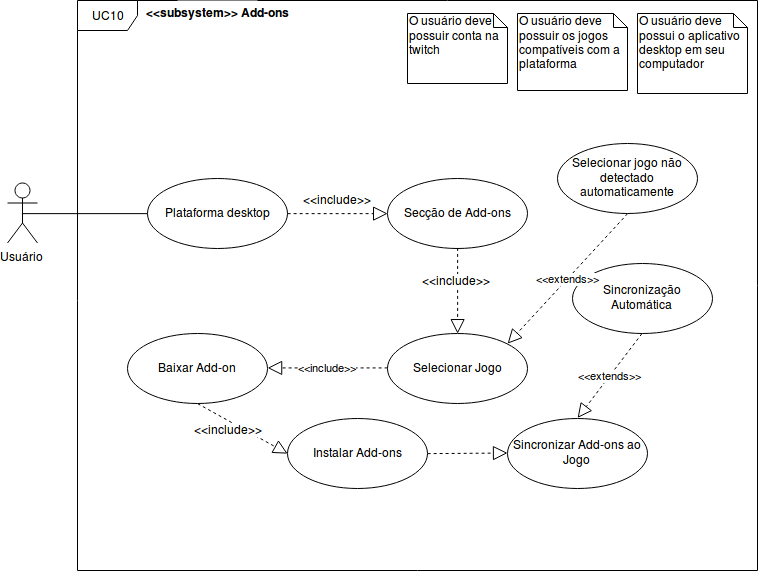 UC10
<<subsystem>> Add-ons
O usuário deve
possuir conta na
twitch
O usuário deve
possuir os jogos
compatíveis com a
plataforma
O usuário deve
possui o aplicativo
desktop em seu
computador
Selecionar jogo não
detectado
automaticamente
Usuário
Plataforma desktop
<<include>>
Secção de Add-ons
<<include>>
<<extends>>
Sincronização
Automática
Baixar Add-on
<<include>>
Selecionar Jogo
<<extends>>
<<include>>
Instalar Add-ons
Sincronizar Add-ons ao
Jogo